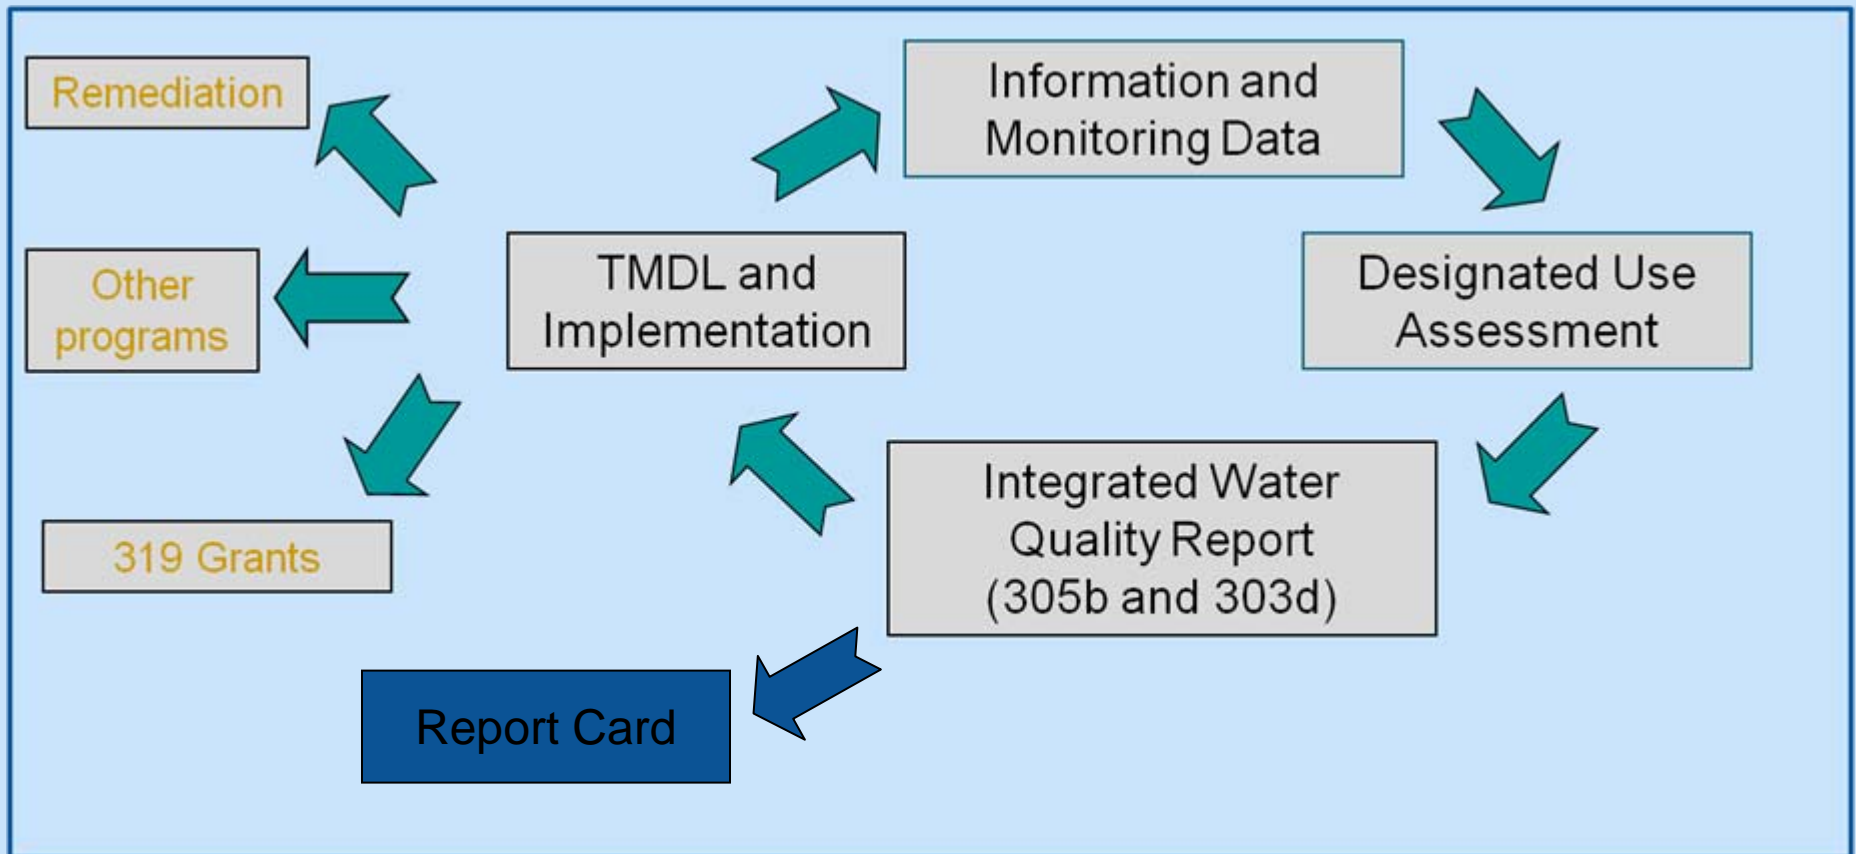 Remediation
Information and
Monitoring Data
Other
programs
TMDL and
Implementation
Designated Use
Assessment
Integrated Water
Quality Report
(305b and 303d)
319 Grants
Report Card